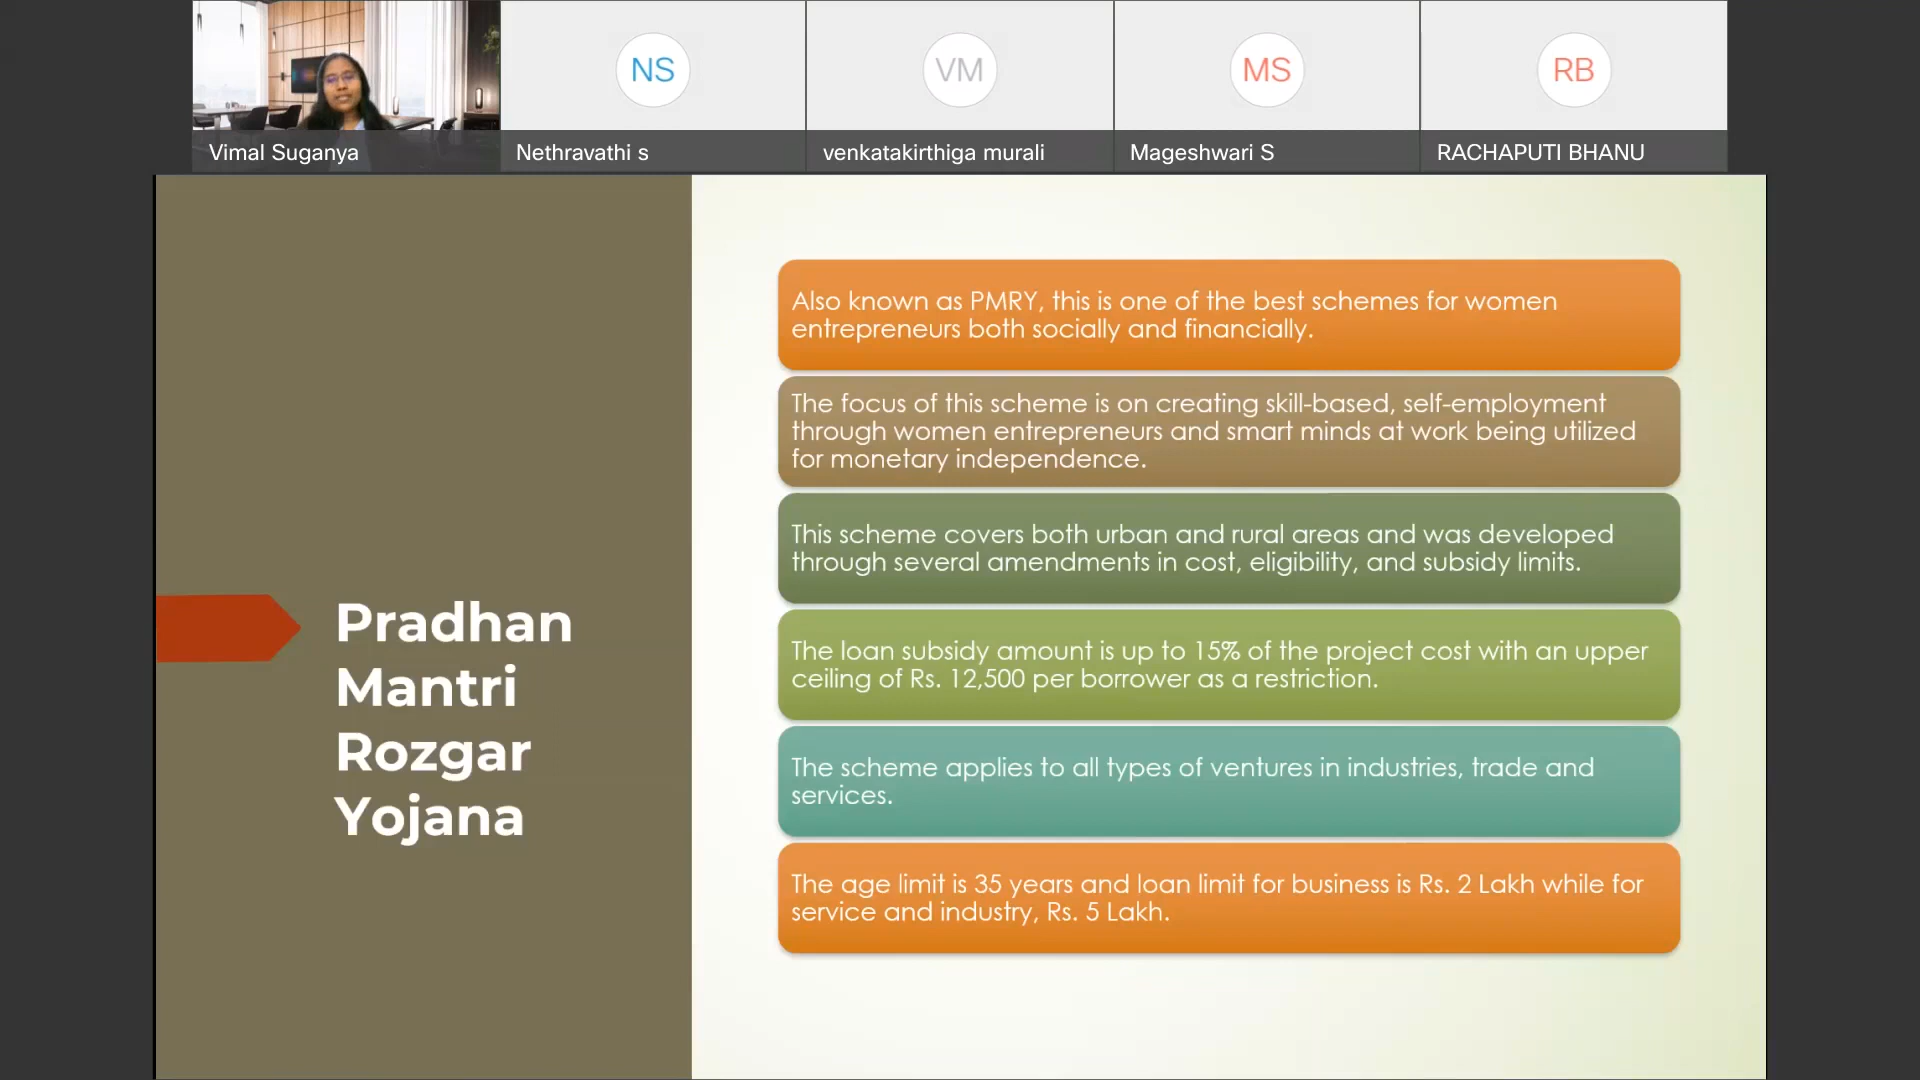 NS
VM
MS
RB
Vimal Suganya
Nethravathi s
venkatakirthiga murali
Mageshwari S
RACHAPUTI BHANU
Pradhan
Mantri
Rozgar
Yojana
Also known as PMRY, this is one of the best schemes for women
entrepreneurs both socially and financially.
The focus of this scheme is on creating skill-based, self-employment
through women entrepreneurs and smart minds at work being utilized
for monetary independence.
This scheme covers both urban and rural areas and was developed
through several amendments in cost, eligibility, and subsidy limits.
The loan subsidy amount is up to 15% of the project cost with an upper
ceiling of Rs. 12,500 per borrower as a restriction.
The scheme applies to all types of ventures in industries, trade and
services.
The age limit is 35 years and loan limit for business is Rs. 2 Lakh while for
service and industry, Rs. 5 Lakh.